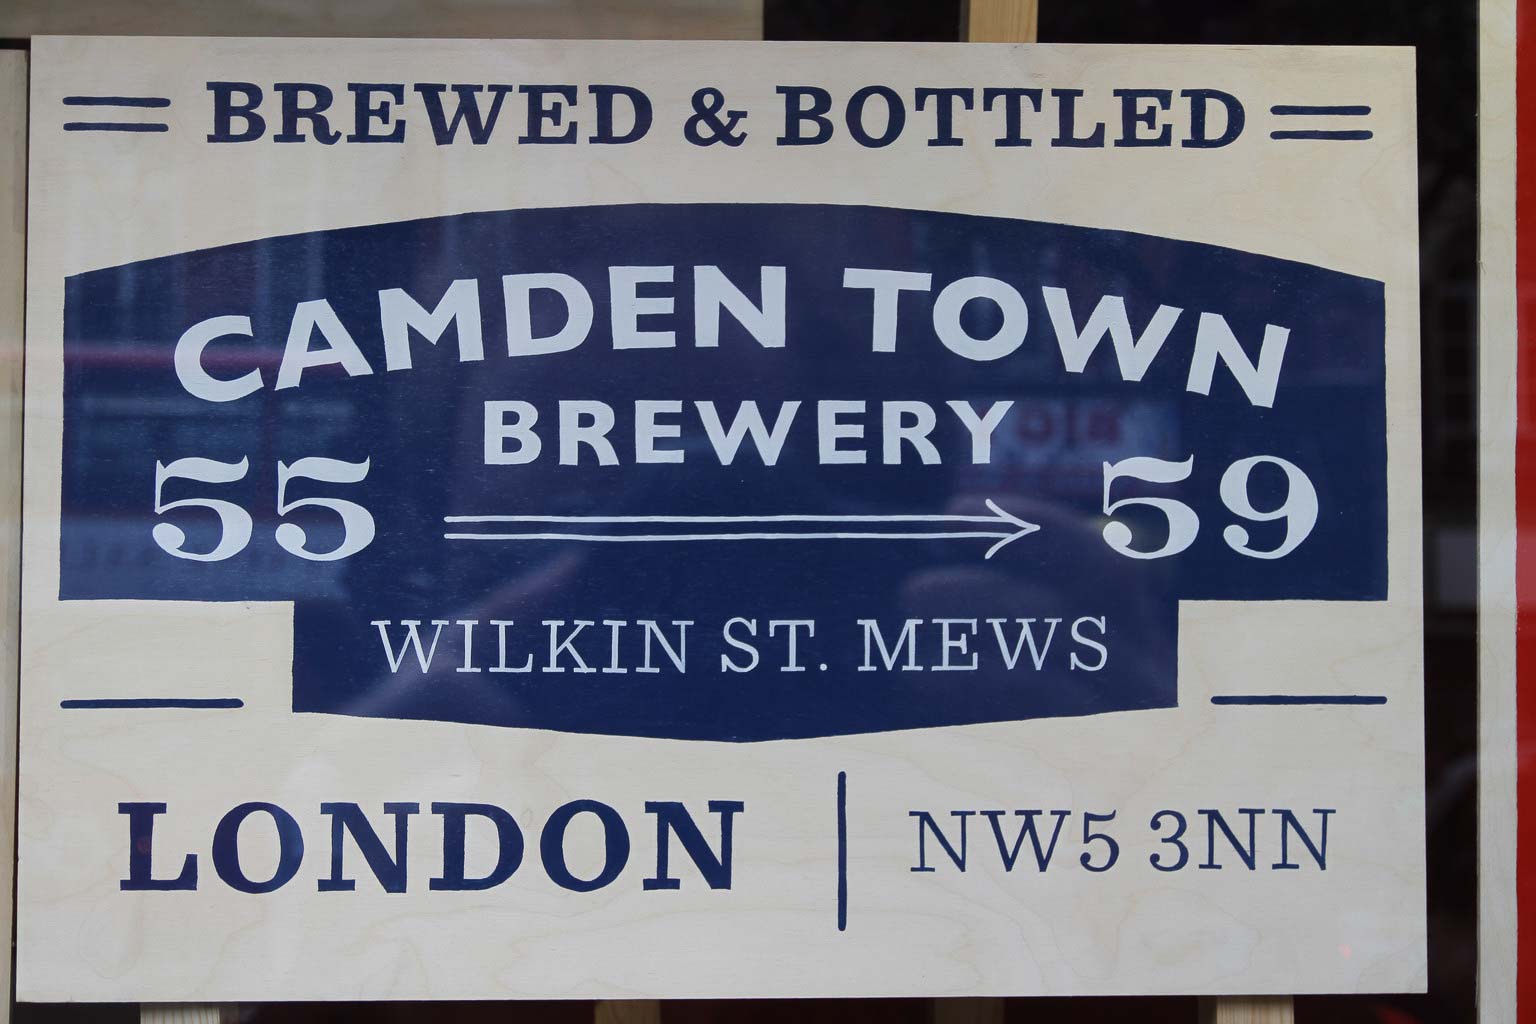 BREWED & BOTTLED
CAMDEN TOWN
BREWERY
55 59
WILKIN ST. MEWS
LONDON NW5 3NN